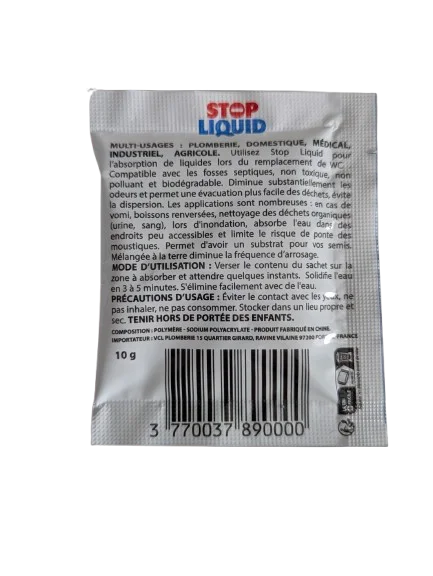 STOP
LIQUID
MULTI-USAGES : PLOMBERIE, DOMESTIQUE, MÉDICAL,
INDUSTRIEL, AGRICOLE. Utilisez Stop Liquid pour
l'absorption de liquides lors du remplacement de WC.
Compatible avec les fosses septiques, non toxique, non
polluant et biodégradable. Diminue substantiellement les
odeurs et permet une évacuation plus facile des déchets, évite
la dispersion. Les applications sont nombreuses : en cas de
vomi, boissons renversées, nettoyage des déchets organiques
(urine, sang), lors d'inondation, absorbe l'eau dans des
endroits peu accessibles et limite le risque de ponte des
moustiques. Permet d'avoir un substrat pour vos semis.
Mélangée à la terre diminue la fréquence d'arrosage.
MODE D'UTILISATION : Verser le contenu du sachet sur la
zone à absorber et attendre quelques instants. Solidifie l'eau
en 3 à 5 minutes. S'élimine facilement avec de l'eau.
PRÉCAUTIONS D'USAGE : Éviter le contact avec les yeux, ne
pas inhaler, ne pas consommer. Stocker dans un lieu propre et
sec. TENIR HORS DE PORTÉE DES ENFANTS.
COMPOSITION : POLYMÈRE - SODIUM POLYACRYLATE - PRODUIT FABRIQUÉ EN CHINE
IMPORTATEUR : VCL PLOMBERIE 15 QUARTIER GIRARD, RAVINE VILAINE 97200 FRANCE
10 g
3 770037 890000